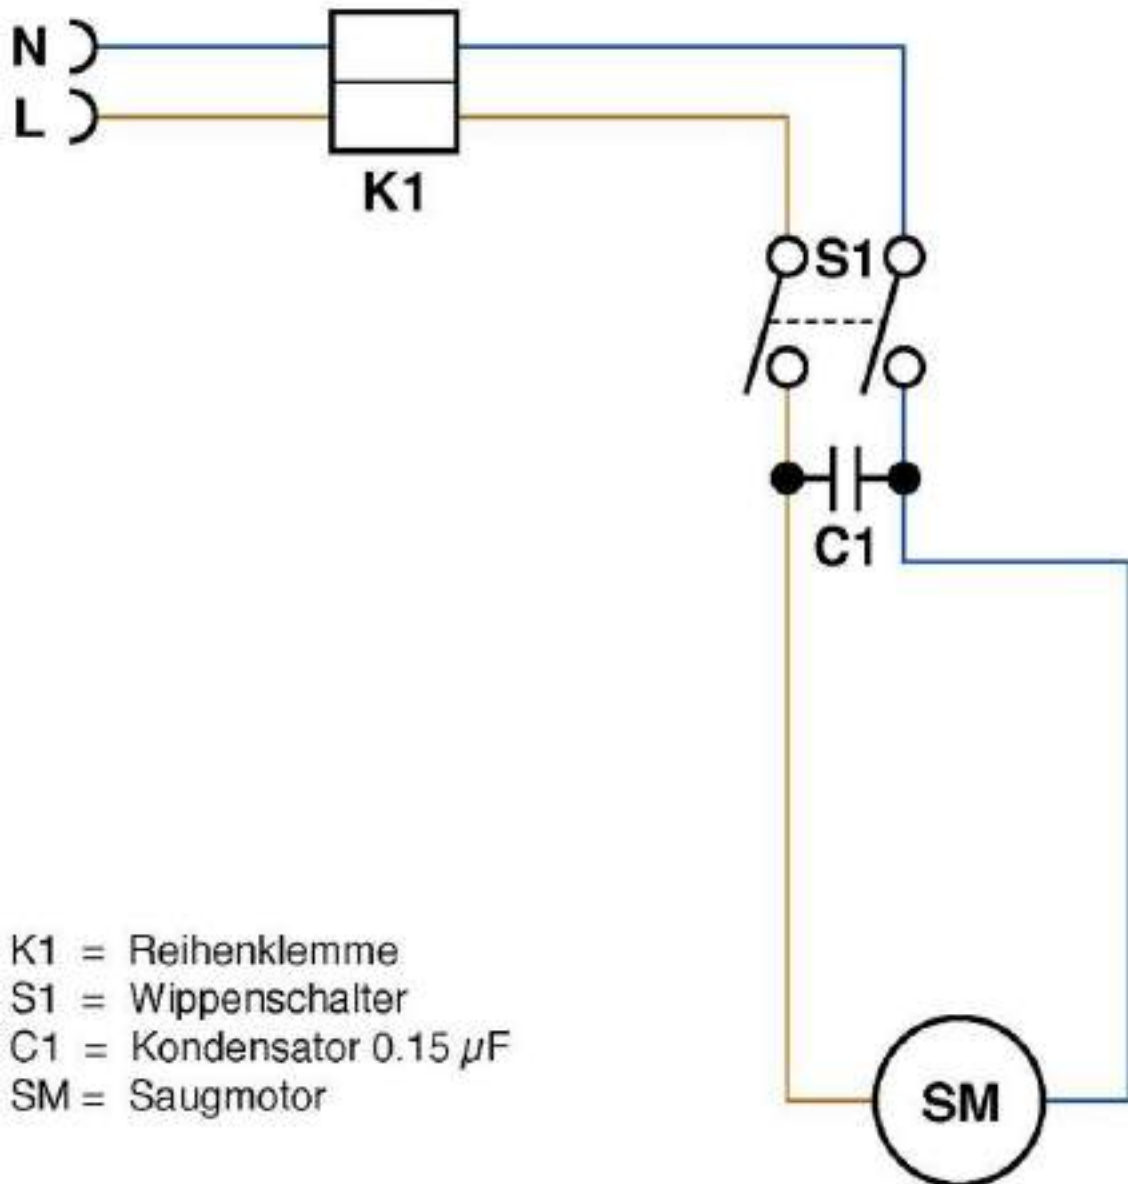 N
L
K1
S1
C1
K1 = Reihenklemme
S1 = Wippenschalter
C1 = Kondensator 0.15 µF
SM = Saugmotor
SM